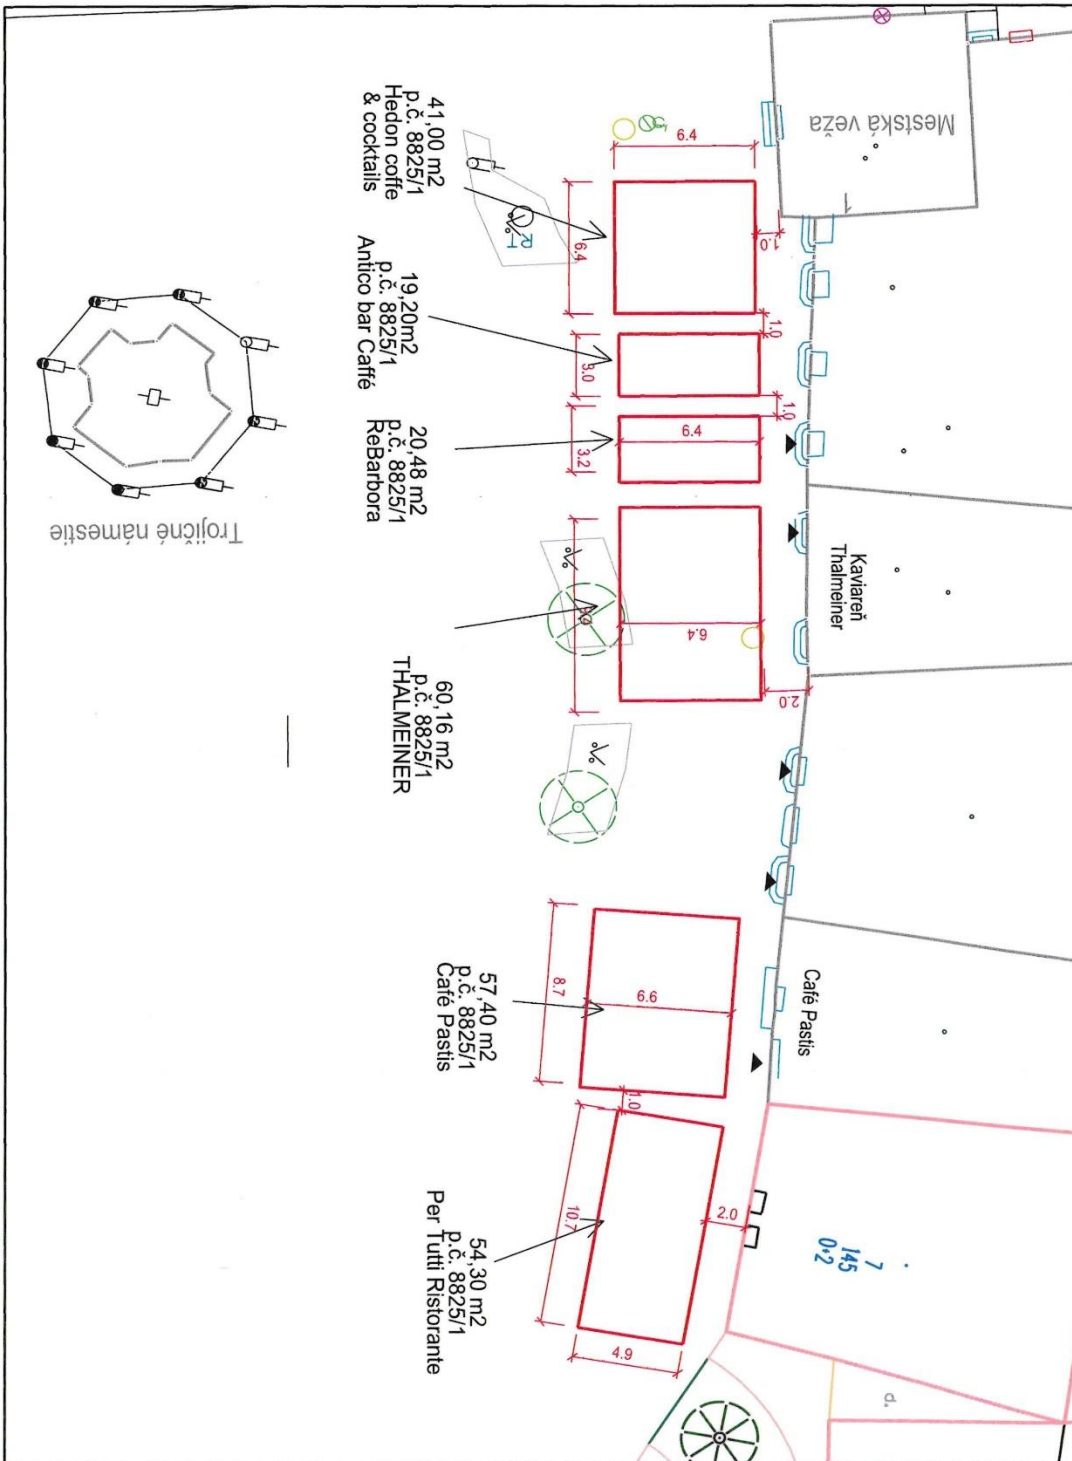 Mestská veža
1
41,00 m2
p.č. 8825/1
Hedon coffe
& cocktails
6.4
6.4
1.0
RT
19,20m2
p.č. 8825/1
Antico bar Caffé
3.0
1.0
1.0
20,48 m2
p.č. 8825/1
ReBarbora
3.2
6.4
Trojičné námestie
Kaviareň
Thalmeiner
60,16 m2
p.č. 8825/1
THALMEINER
6.4
2.0
Café Pastis
57,40 m2
p.č. 8825/1
Café Pastis
8.7
6.6
1.0
54,30 m2
p.č. 8825/1
Per Tutti Ristorante
10.7
2.0
4.9
7
145
0+2
d.